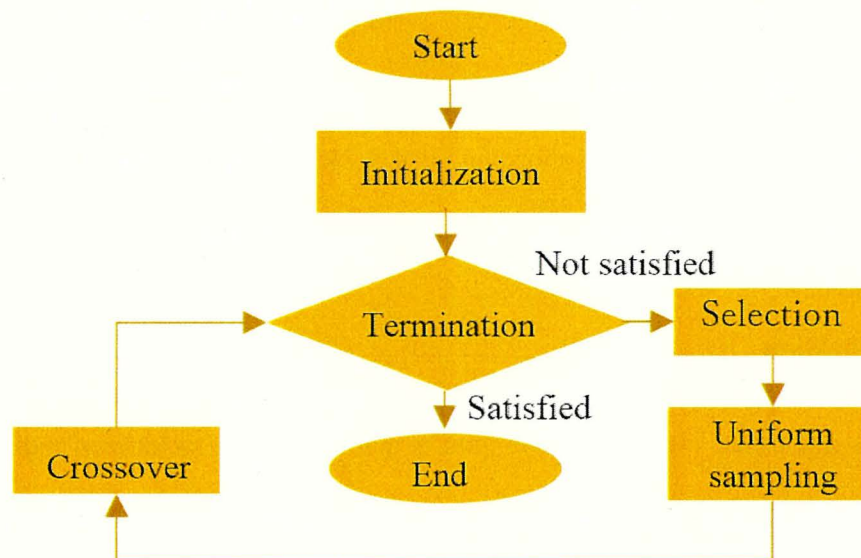 Start
Initialization
Not satisfied
Termination
Selection
Satisfied
Crossover
End
Uniform
sampling